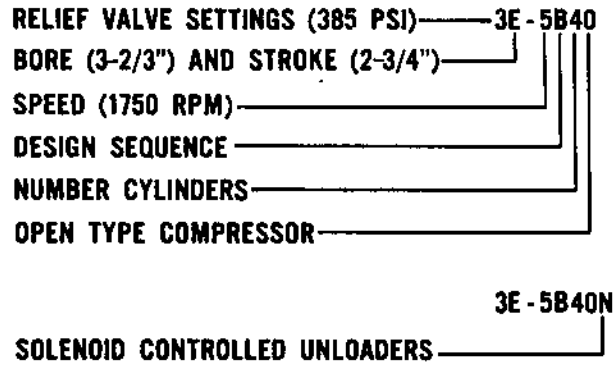 RELIEF VALVE SETTINGS (385 PSI) 3E-5B40
BORE (3-2/3") AND STROKE (2-3/4")
SPEED (1750 RPM)
DESIGN SEQUENCE
NUMBER CYLINDERS
OPEN TYPE COMPRESSOR
3E-5B40N
SOLENOID CONTROLLED UNLOADERS